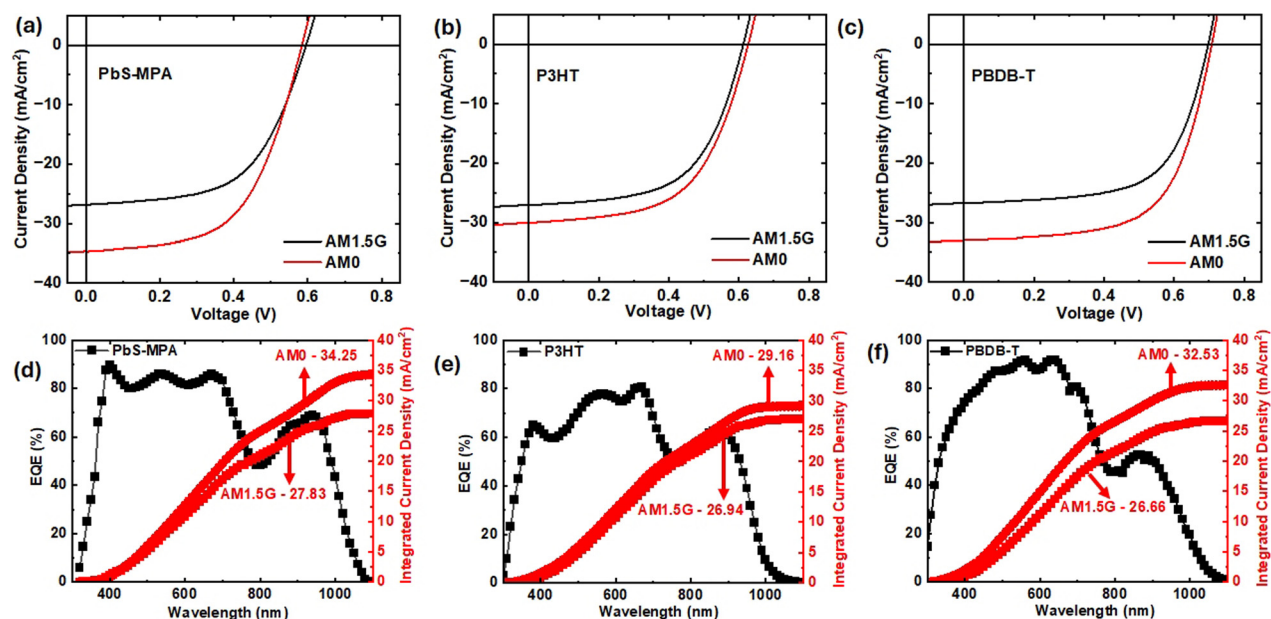 (a)
PbS-MPA
AM1.5G
AM0
Current Density (mA/cm²)
0
−10
−20
−30
−40
0.0 0.2 0.4 0.6 0.8
Voltage (V)
(b)
P3HT
AM1.5G
AM0
Current Density (mA/cm²)
0
−10
−20
−30
−40
0.0 0.2 0.4 0.6 0.8
Voltage (V)
(c)
PBDB-T
AM1.5G
AM0
Current Density (mA/cm²)
0
−10
−20
−30
−40
0.0 0.2 0.4 0.6 0.8
Voltage (V)
(d)
PbS-MPA
AM0 - 34.25
AM1.5G - 27.83
EQE (%)
100
80
60
40
20
0
Integrated Current Density (mA/cm²)
40
35
30
25
20
15
10
5
0
400 600 800 1000
Wavelength (nm)
(e)
P3HT
AM0 - 29.16
AM1.5G - 26.94
EQE (%)
100
80
60
40
20
0
Integrated Current Density (mA/cm²)
40
35
30
25
20
15
10
5
0
400 600 800 1000
Wavelength (nm)
(f)
PBDB-T
AM0 - 32.53
AM1.5G - 26.66
EQE (%)
100
80
60
40
20
0
Integrated Current Density (mA/cm²)
40
35
30
25
20
15
10
5
0
400 600 800 1000
Wavelength (nm)